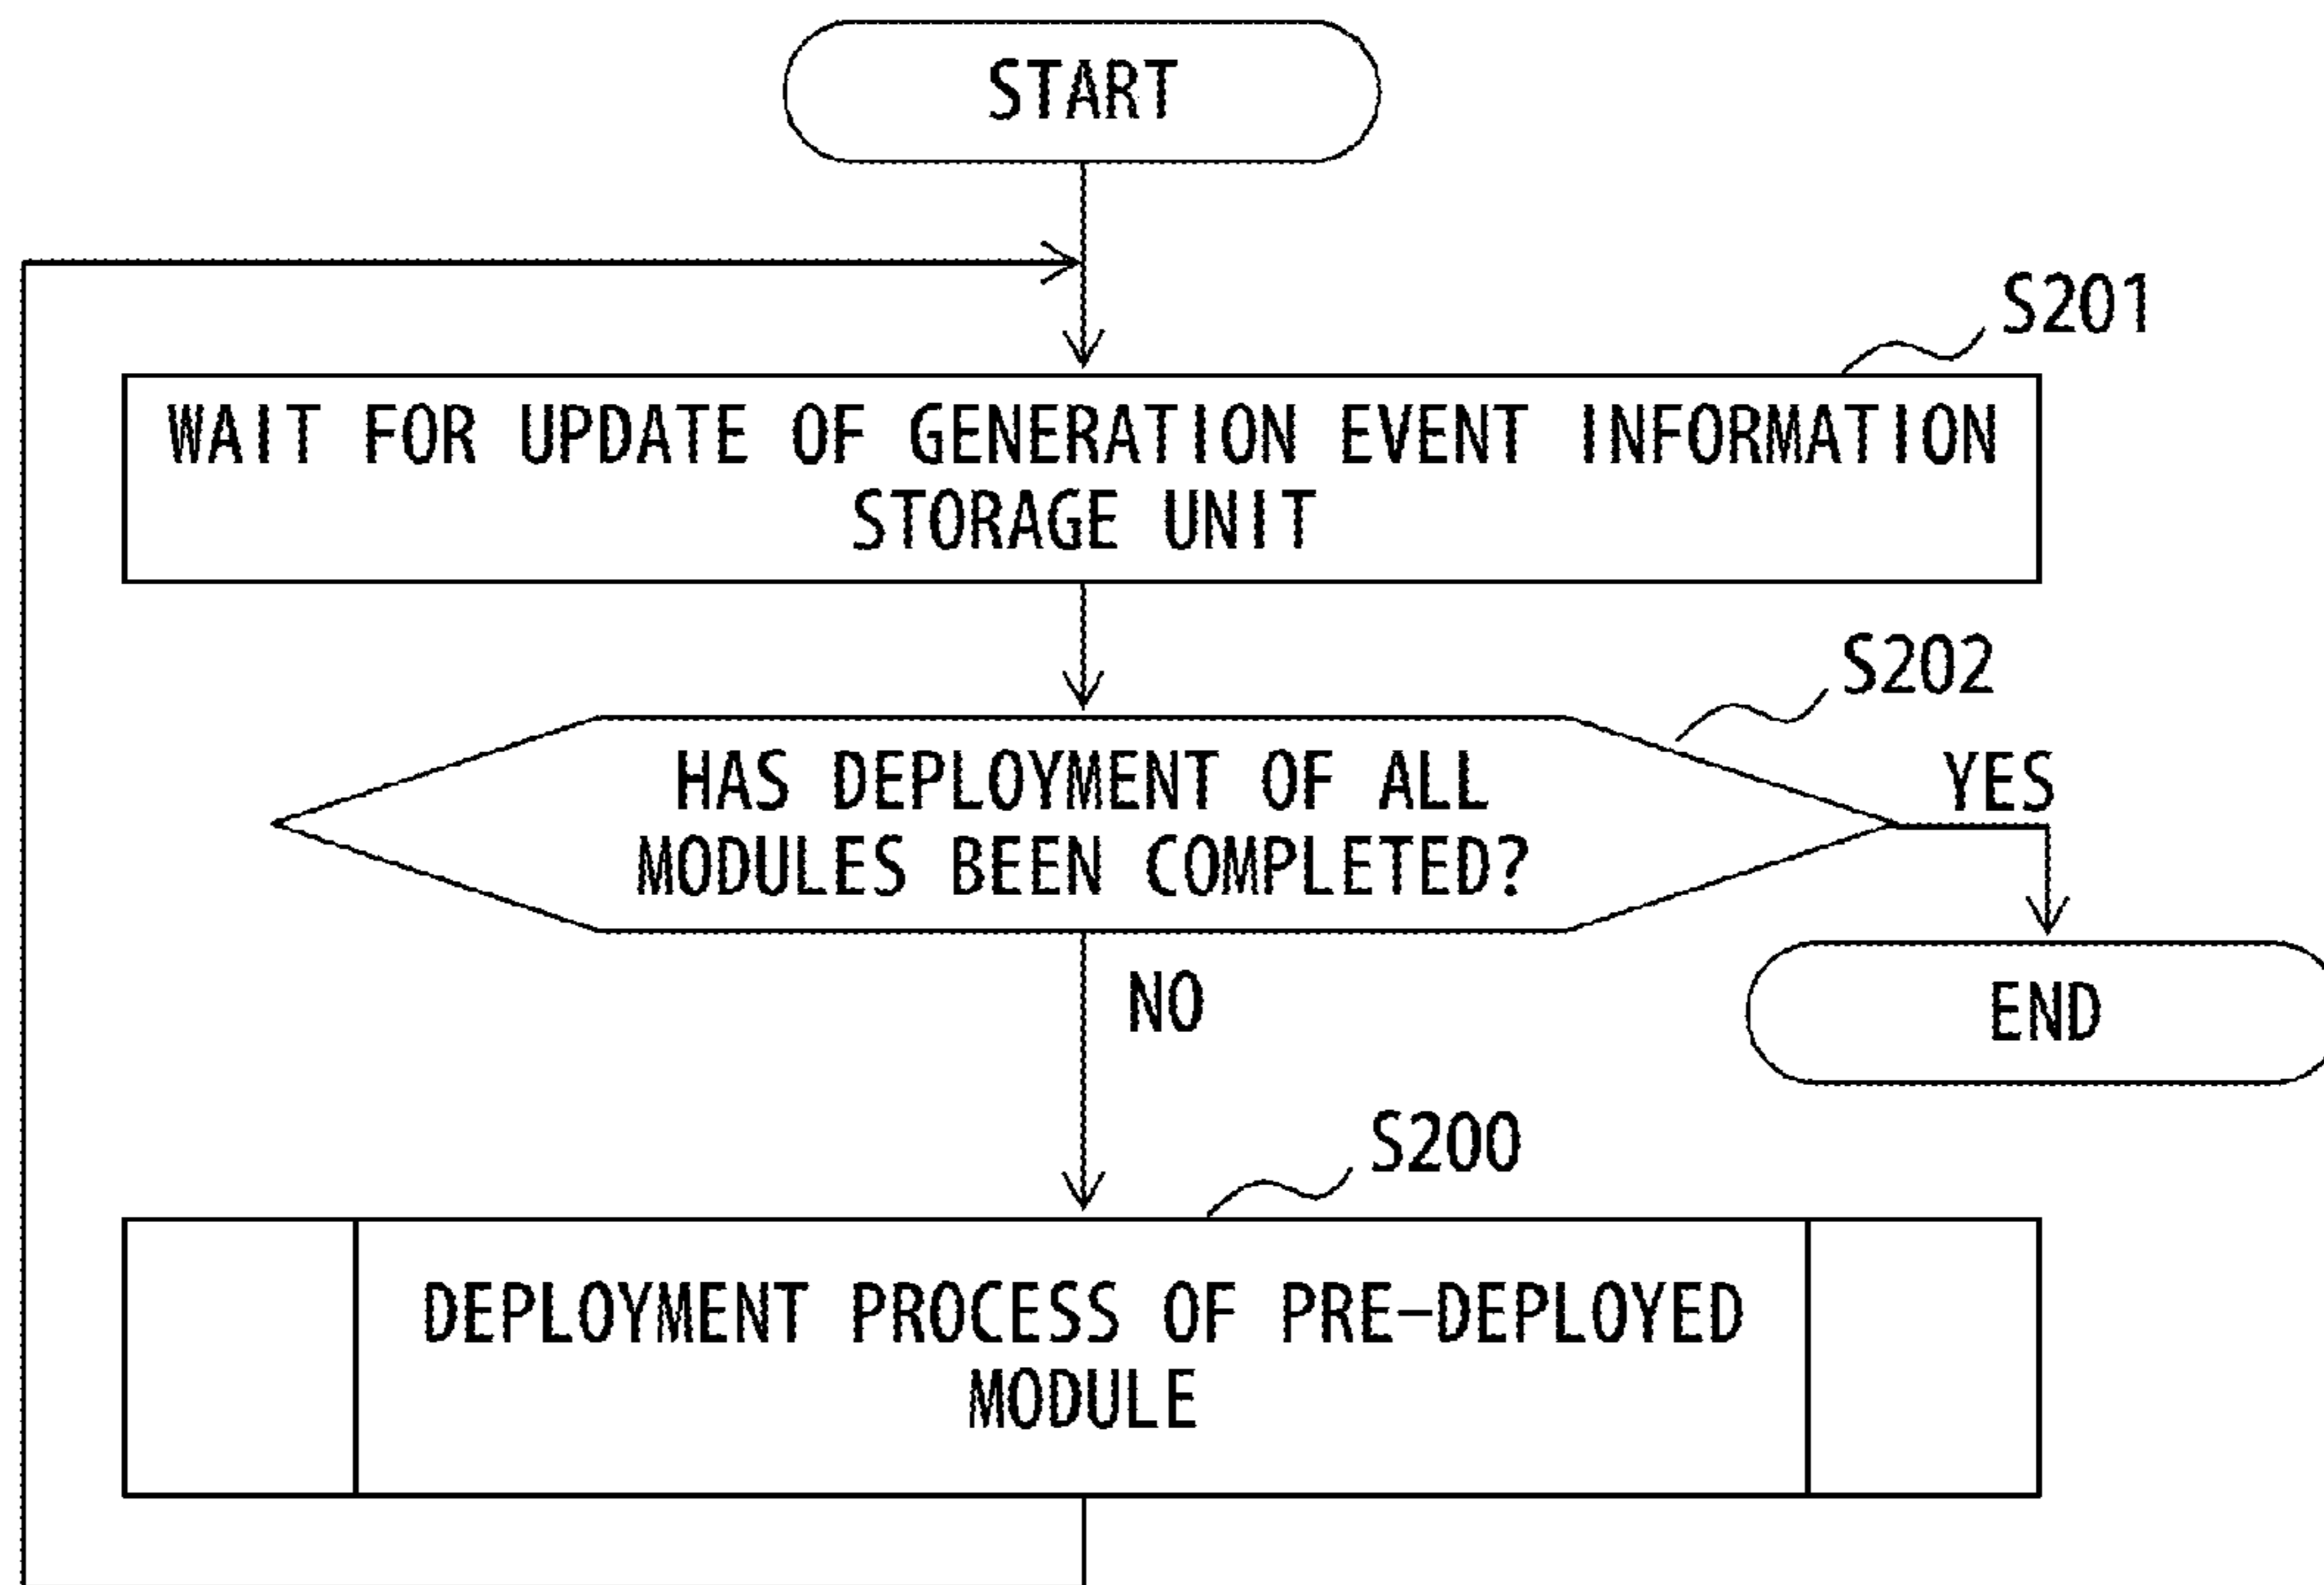 START
S201
WAIT FOR UPDATE OF GENERATION EVENT INFORMATION
STORAGE UNIT
S202
HAS DEPLOYMENT OF ALL
MODULES BEEN COMPLETED?
YES
NO
END
S200
DEPLOYMENT PROCESS OF PRE-DEPLOYED
MODULE